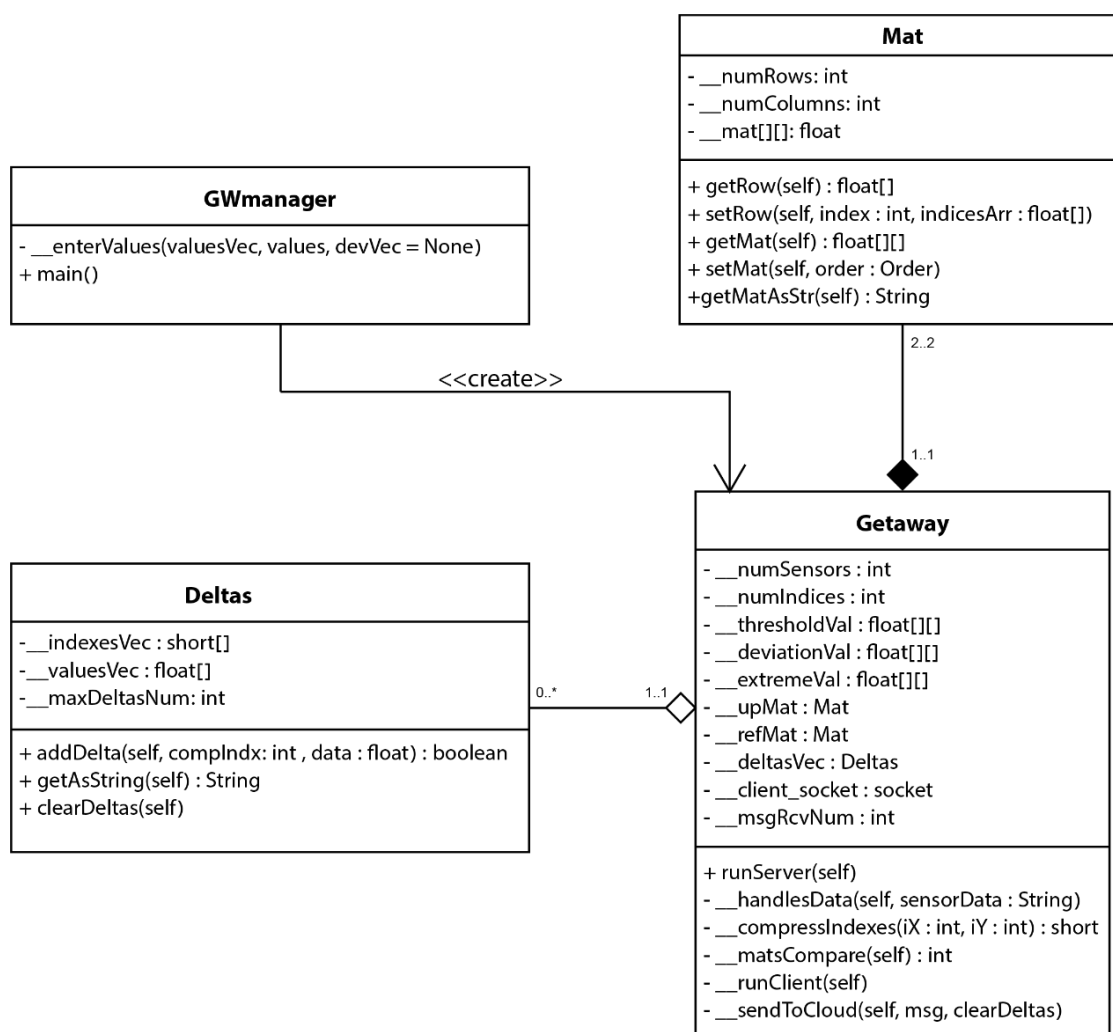 Mat
- __numRows: int
- __numColumns: int
- __mat[][]: float
+ getRow(self) : float[]
+ setRow(self, index : int, indicesArr : float[])
+ getMat(self) : float[][]
+ setMat(self, order : Order)
+getMatAsStr(self) : String
GWmanager
- __enterValues(valuesVec, values, devVec = None)
+ main()
2..2
<<create>>
1..1
Getaway
- __numSensors : int
- __numIndices : int
- __thresholdVal : float[][]
- __deviationVal : float[][]
- __extremeVal : float[][]
- __upMat : Mat
- __refMat : Mat
- __deltasVec : Deltas
- __client_socket : socket
- __msgRcvNum : int
+ runServer(self)
- __handlesData(self, sensorData : String)
- __compressIndexes(iX : int, iY : int) : short
- __matsCompare(self) : int
- __runClient(self)
- __sendToCloud(self, msg, clearDeltas)
Deltas
-__indexesVec : short[]
-__valuesVec : float[]
-__maxDeltasNum: int
+ addDelta(self, compIndx: int , data : float) : boolean
+ getAsString(self) : String
+ clearDeltas(self)
0..*
1..1